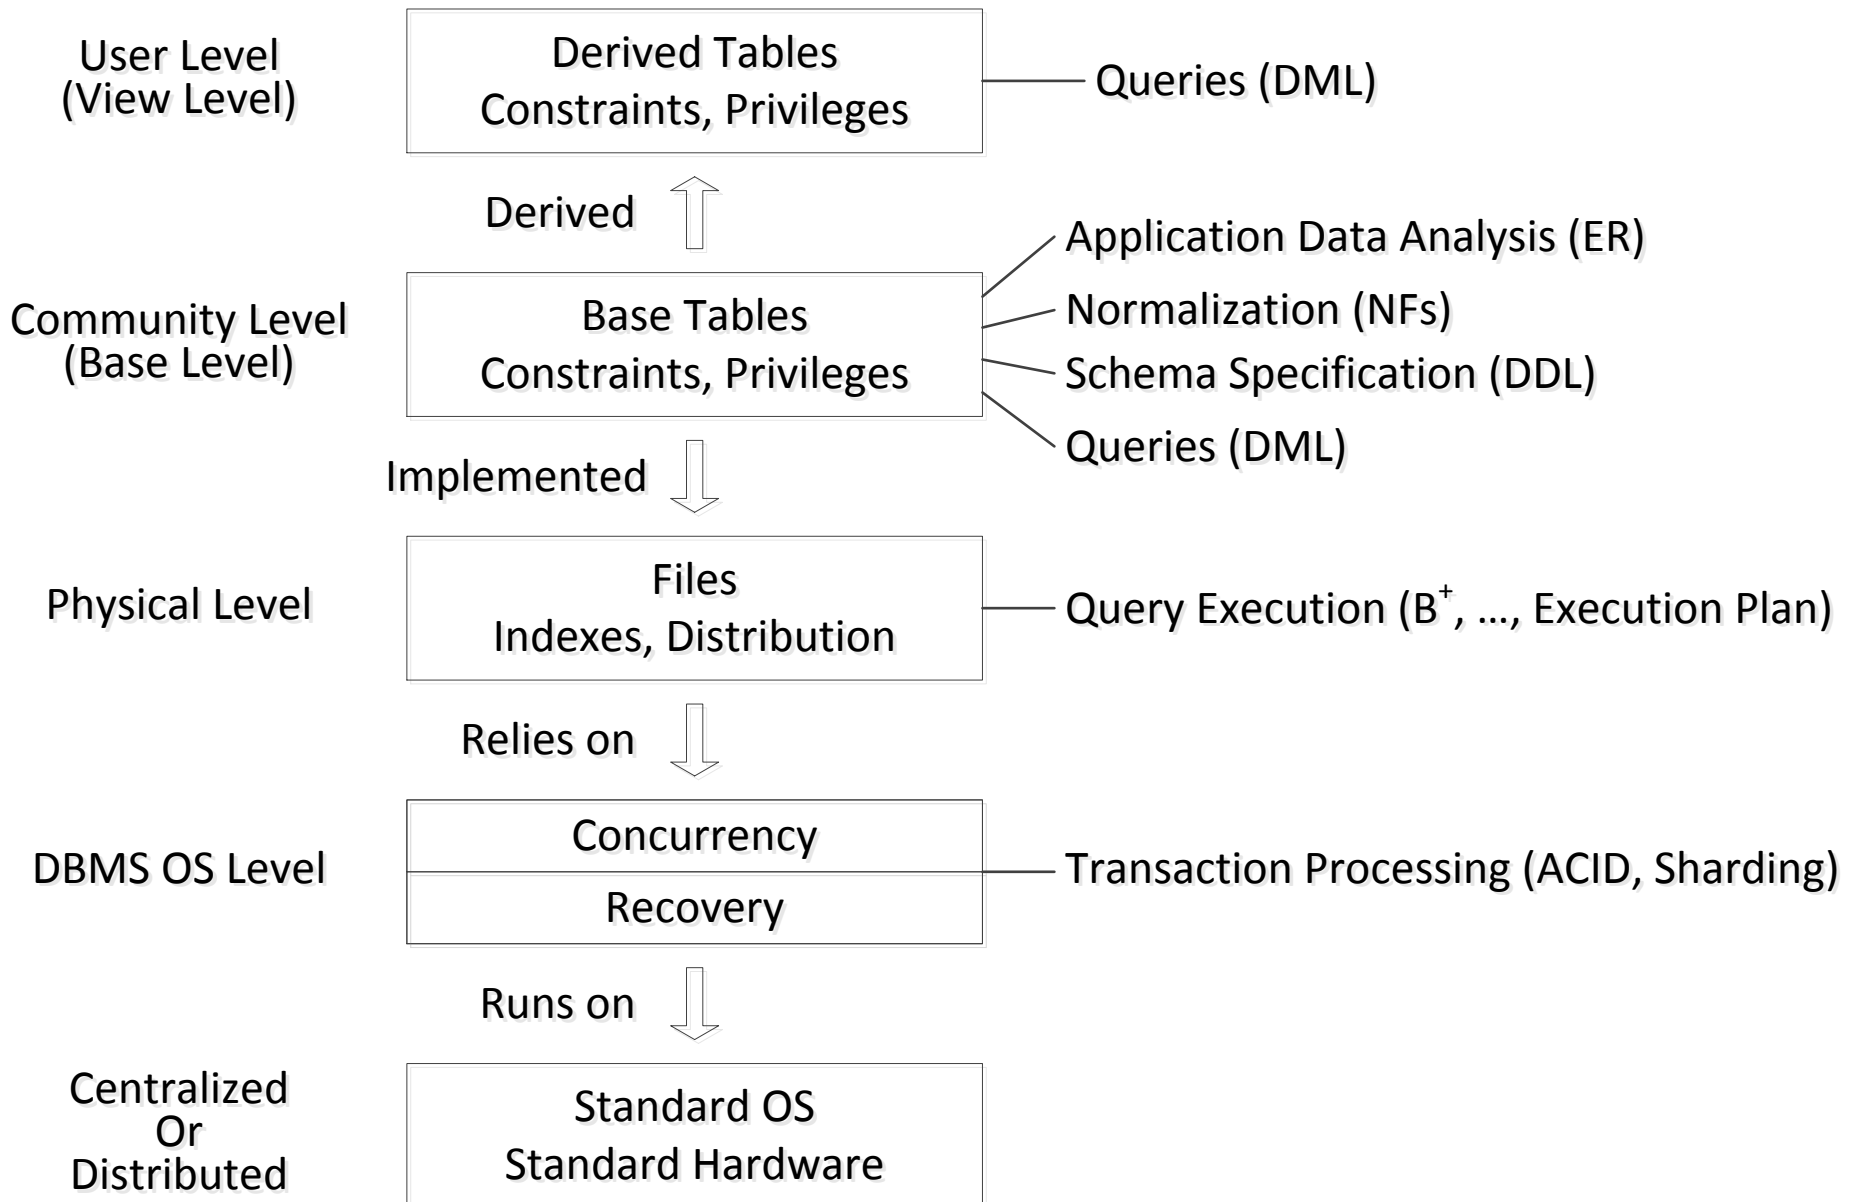 User Level
(View Level)
Derived Tables
Constraints, Privileges
Queries (DML)
Derived
Community Level
(Base Level)
Base Tables
Constraints, Privileges
Application Data Analysis (ER)
Normalization (NFs)
Schema Specification (DDL)
Queries (DML)
Implemented
Physical Level
Files
Indexes, Distribution
Query Execution (B⁺, ..., Execution Plan)
Relies on
DBMS OS Level
Concurrency
Recovery
Transaction Processing (ACID, Sharding)
Runs on
Centralized
Or
Distributed
Standard OS
Standard Hardware